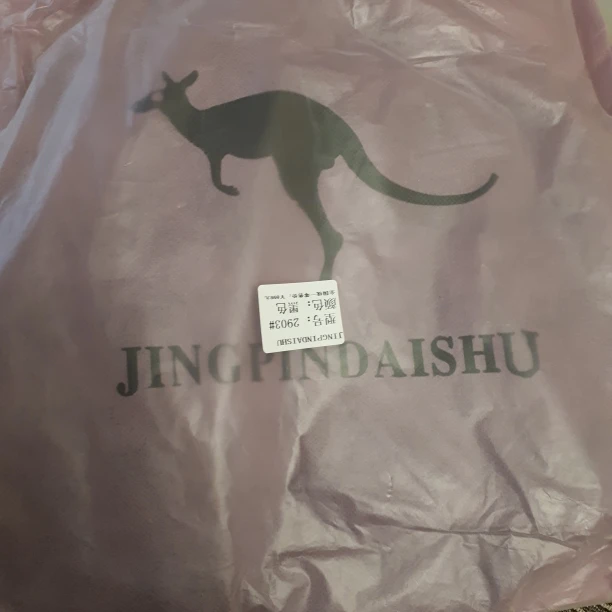 JINGPINDAISHU
JINGPINDAISHU
型号: 2903#
颜色: 黑色